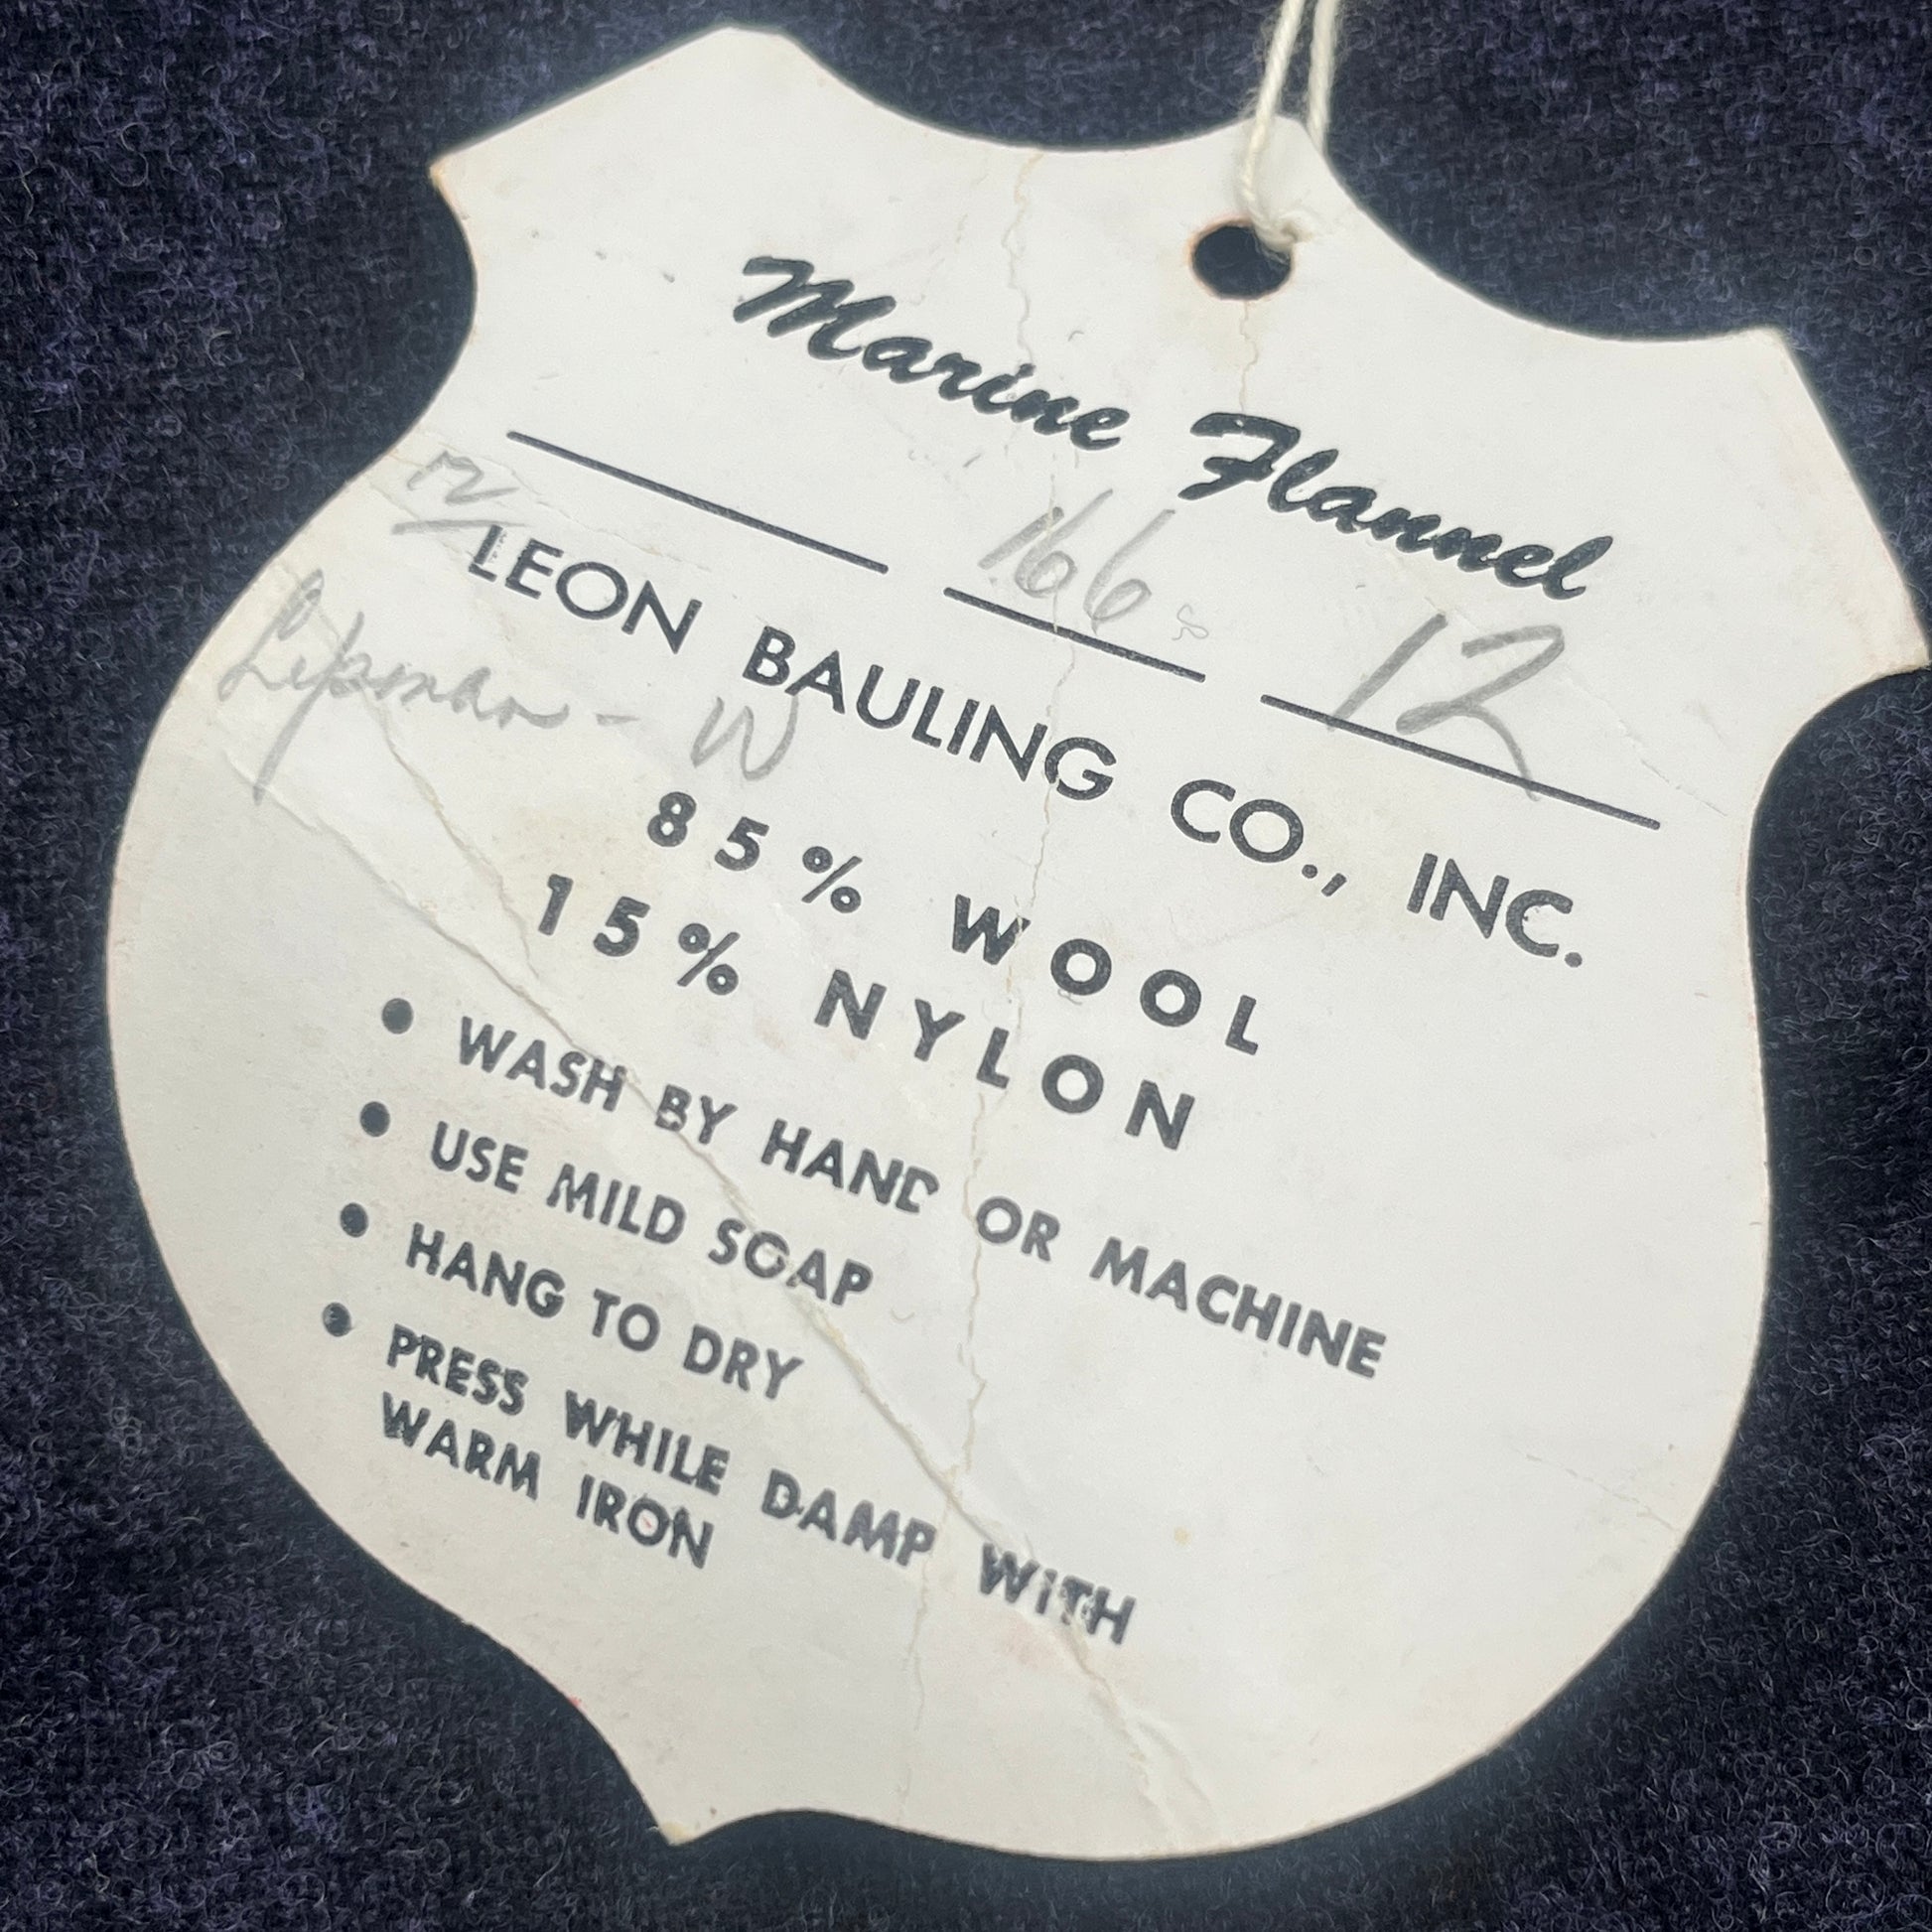 Marine Flannel
166
12
LEON BAULING CO., INC.
Lipman - W
85% WOOL
15% NYLON
• WASH BY HAND OR MACHINE
• USE MILD SOAP
• HANG TO DRY
• PRESS WHILE DAMP WITH
WARM IRON